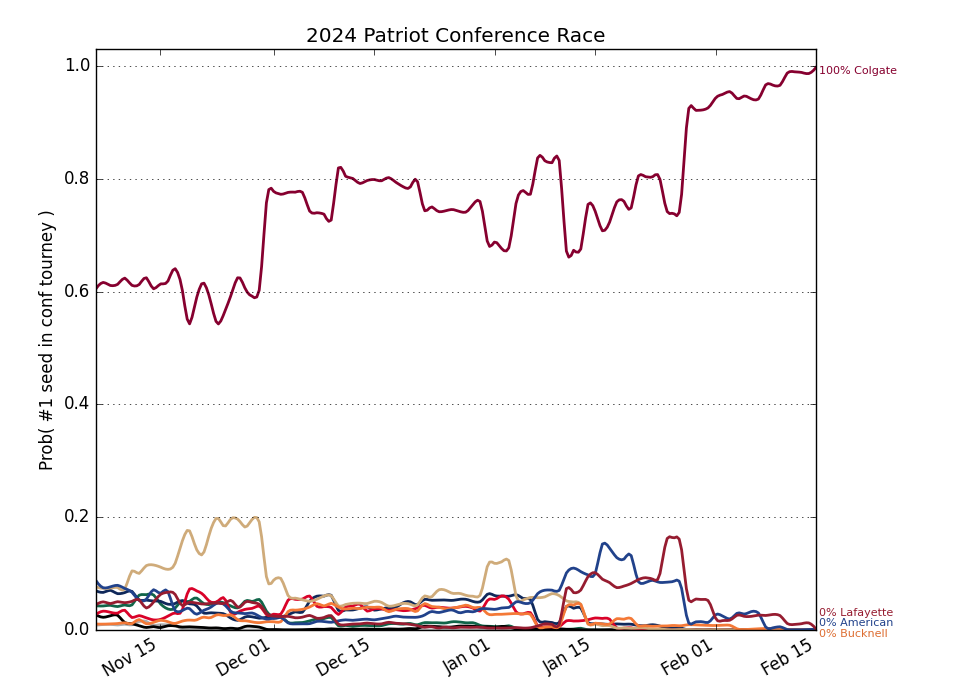 2024 Patriot Conference Race
1.0
100% Colgate
0.8
0.6
Prob( #1 seed in conf tourney )
0.4
0.2
0% Lafayette
0% American
0% Bucknell
0.0
Nov 15
Dec 01
Dec 15
Jan 01
Jan 15
Feb 01
Feb 15